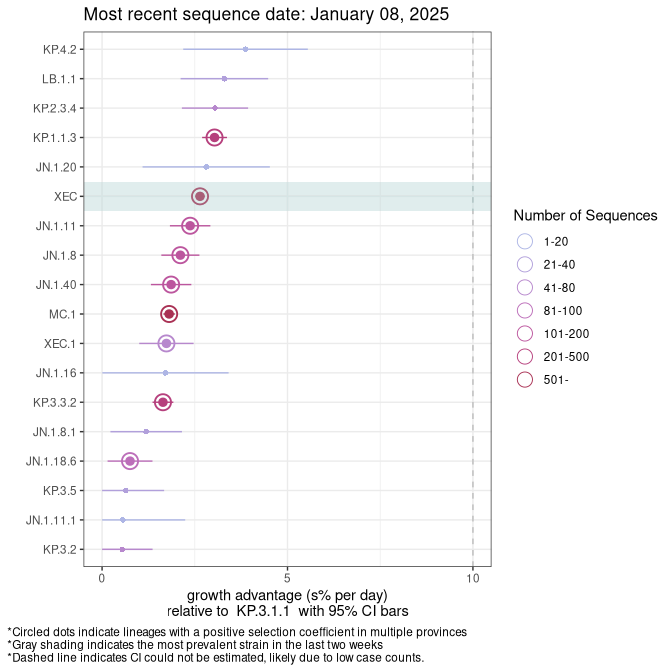 Most recent sequence date: January 08, 2025
KP.4.2
LB.1.1
KP.2.3.4
KP.1.1.3
JN.1.20
XEC
JN.1.11
JN.1.8
JN.1.40
MC.1
XEC.1
JN.1.16
KP.3.3.2
JN.1.8.1
JN.1.18.6
KP.3.5
JN.1.11.1
KP.3.2
0 5 10
growth advantage (s% per day)
relative to KP.3.1.1 with 95% CI bars
Number of Sequences
1-20
21-40
41-80
81-100
101-200
201-500
501-
*Circled dots indicate lineages with a positive selection coefficient in multiple provinces
*Gray shading indicates the most prevalent strain in the last two weeks
*Dashed line indicates CI could not be estimated, likely due to low case counts.